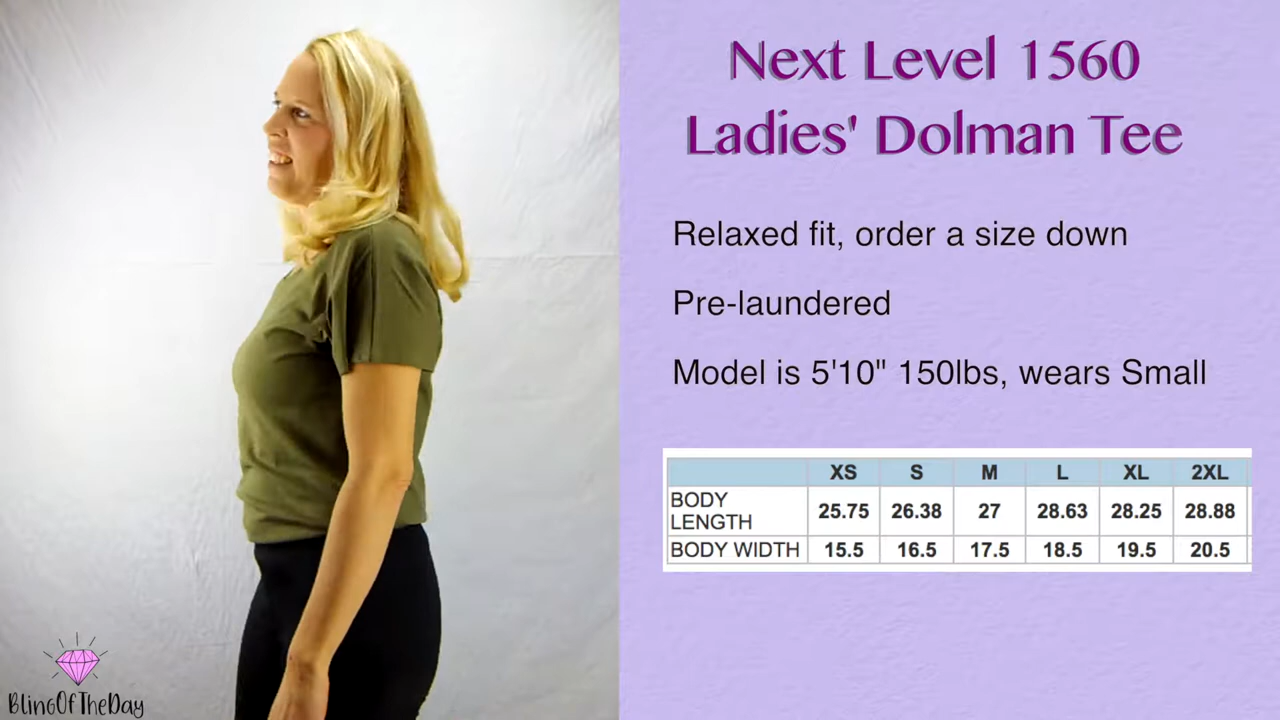 Next Level 1560
Ladies' Dolman Tee
Relaxed fit, order a size down
Pre-laundered
Model is 5'10" 150lbs, wears Small
XS S M L XL 2XL
BODY
LENGTH 25.75 26.38 27 28.63 28.25 28.88
BODY WIDTH 15.5 16.5 17.5 18.5 19.5 20.5
BlingOfTheDay